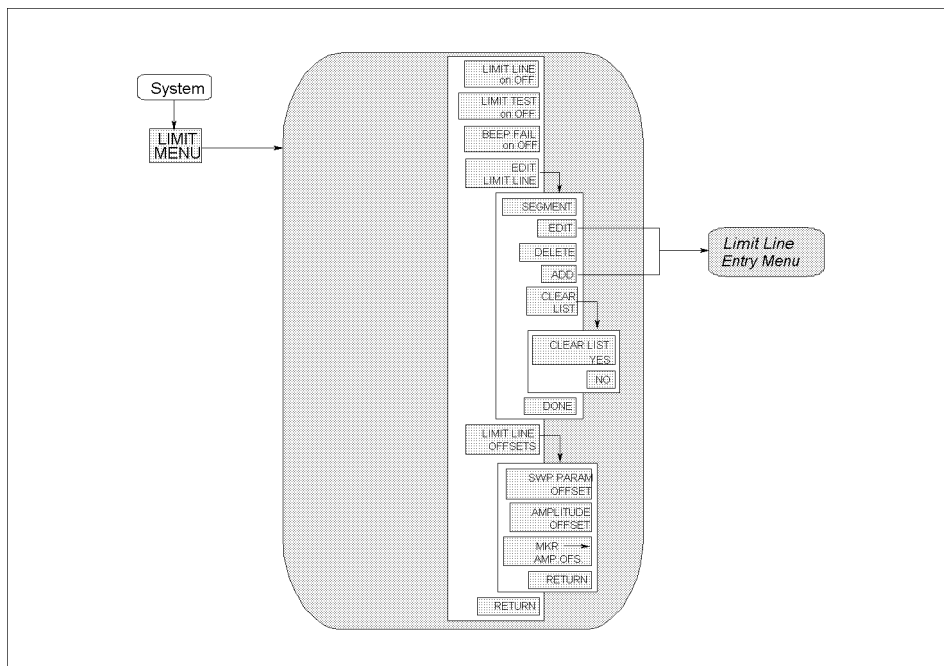 System
LIMIT
MENU
LIMIT LINE
on OFF
LIMIT TEST
on OFF
BEEP FAIL
on OFF
EDIT
LIMIT LINE
SEGMENT
EDIT
DELETE
ADD
CLEAR
LIST
CLEAR LIST
YES
NO
DONE
Limit Line
Entry Menu
LIMIT LINE
OFFSETS
SWP PARAM
OFFSET
AMPLITUDE
OFFSET
MKR
AMP OFS.
RETURN
RETURN